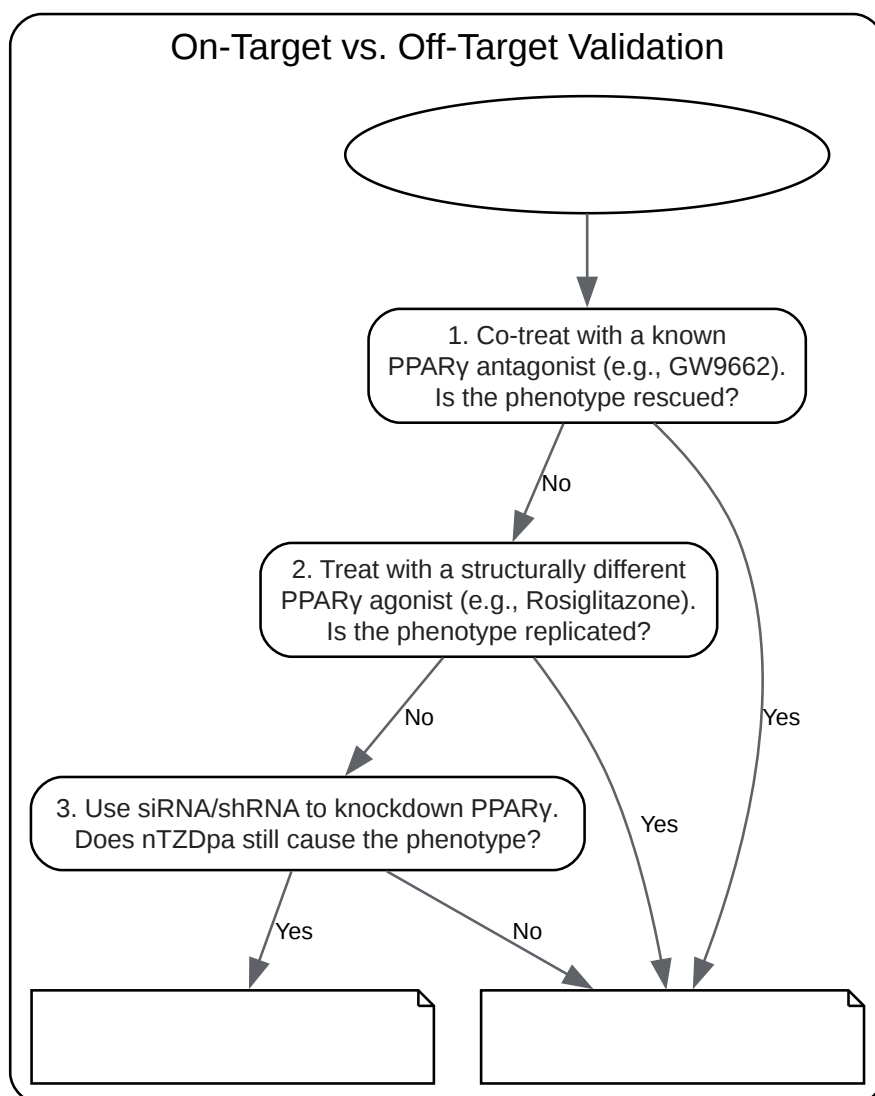 On-Target vs. Off-Target Validation
1. Co-treat with a known
PPARγ antagonist (e.g., GW9662).
Is the phenotype rescued?
No
2. Treat with a structurally different
PPARγ agonist (e.g., Rosiglitazone).
Is the phenotype replicated?
No
Yes
3. Use siRNA/shRNA to knockdown PPARγ.
Does nTZDpa still cause the phenotype?
Yes
Yes
No